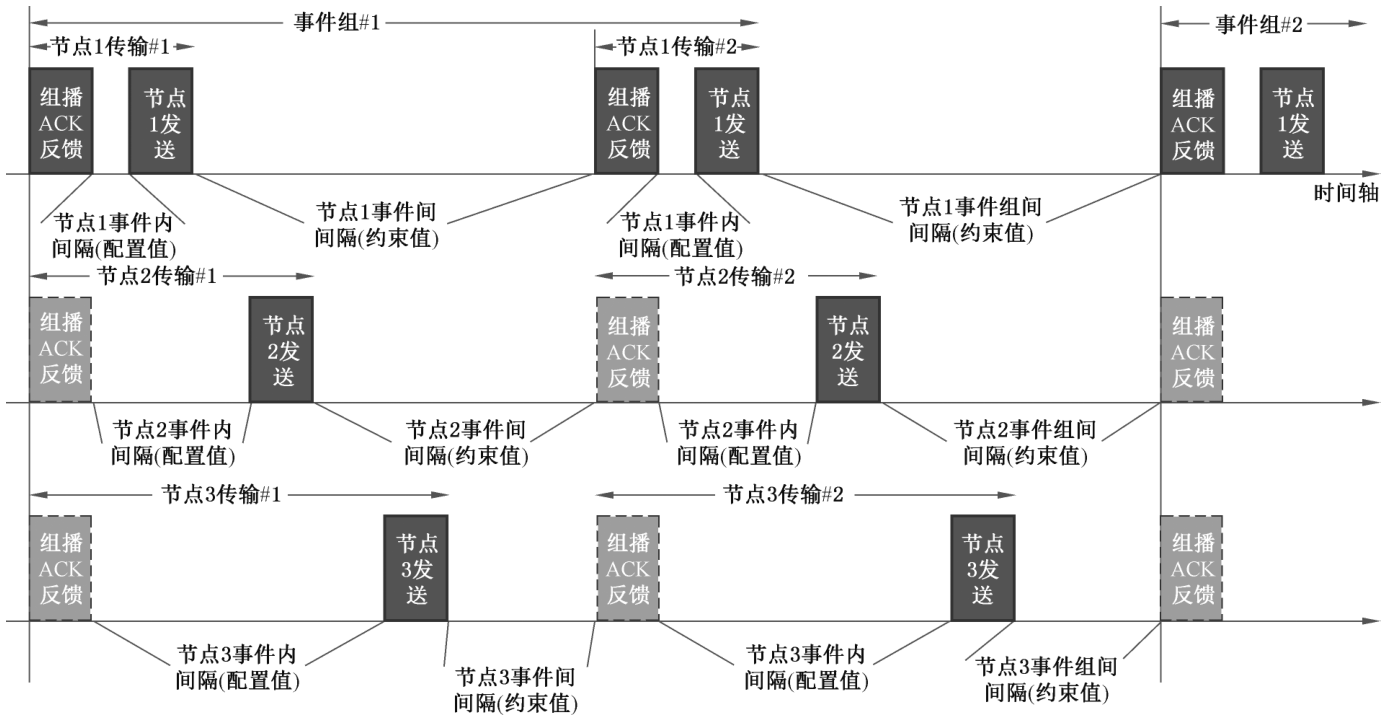 事件组#1
事件组#2
节点1传输#1
节点1传输#2
组播
ACK
反馈
节点
1发
送
组播
ACK
反馈
节点
1发
送
组播
ACK
反馈
节点
1发
送
时间轴
节点1事件内
间隔(配置值)
节点1事件间
间隔(约束值)
节点1事件内
间隔(配置值)
节点1事件组间
间隔(约束值)
节点2传输#1
节点2传输#2
组播
ACK
反馈
节点
2发
送
组播
ACK
反馈
节点
2发
送
组播
ACK
反馈
节点2事件内
间隔(配置值)
节点2事件间
间隔(约束值)
节点2事件内
间隔(配置值)
节点2事件组间
间隔(约束值)
节点3传输#1
节点3传输#2
组播
ACK
反馈
节点
3发
送
组播
ACK
反馈
节点
3发
送
组播
ACK
反馈
节点3事件内
间隔(配置值)
节点3事件间
间隔(约束值)
节点3事件内
间隔(配置值)
节点3事件组间
间隔(约束值)